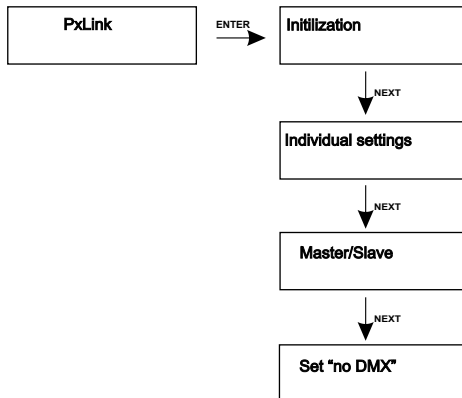 PxLink
ENTER
Initilization
NEXT
Individual settings
NEXT
Master/Slave
NEXT
Set “no DMX”